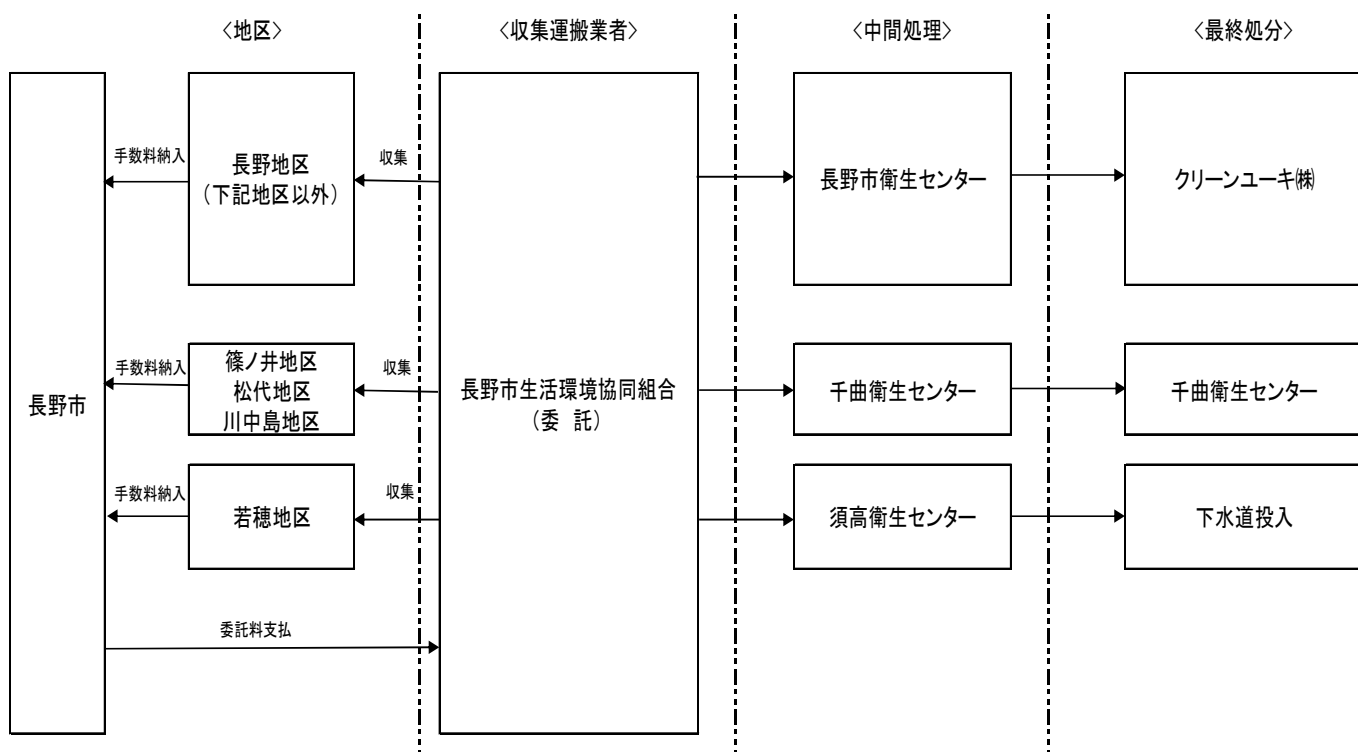 〈地区〉
〈収集運搬業者〉
〈中間処理〉
〈最終処分〉
手数料納入
収集
長野地区
（下記地区以外）
長野市衛生センター
クリーンユーキ㈱
手数料納入
収集
篠ノ井地区
松代地区
川中島地区
長野市
長野市生活環境協同組合
（委 託）
千曲衛生センター
千曲衛生センター
手数料納入
収集
若穂地区
須高衛生センター
下水道投入
委託料支払